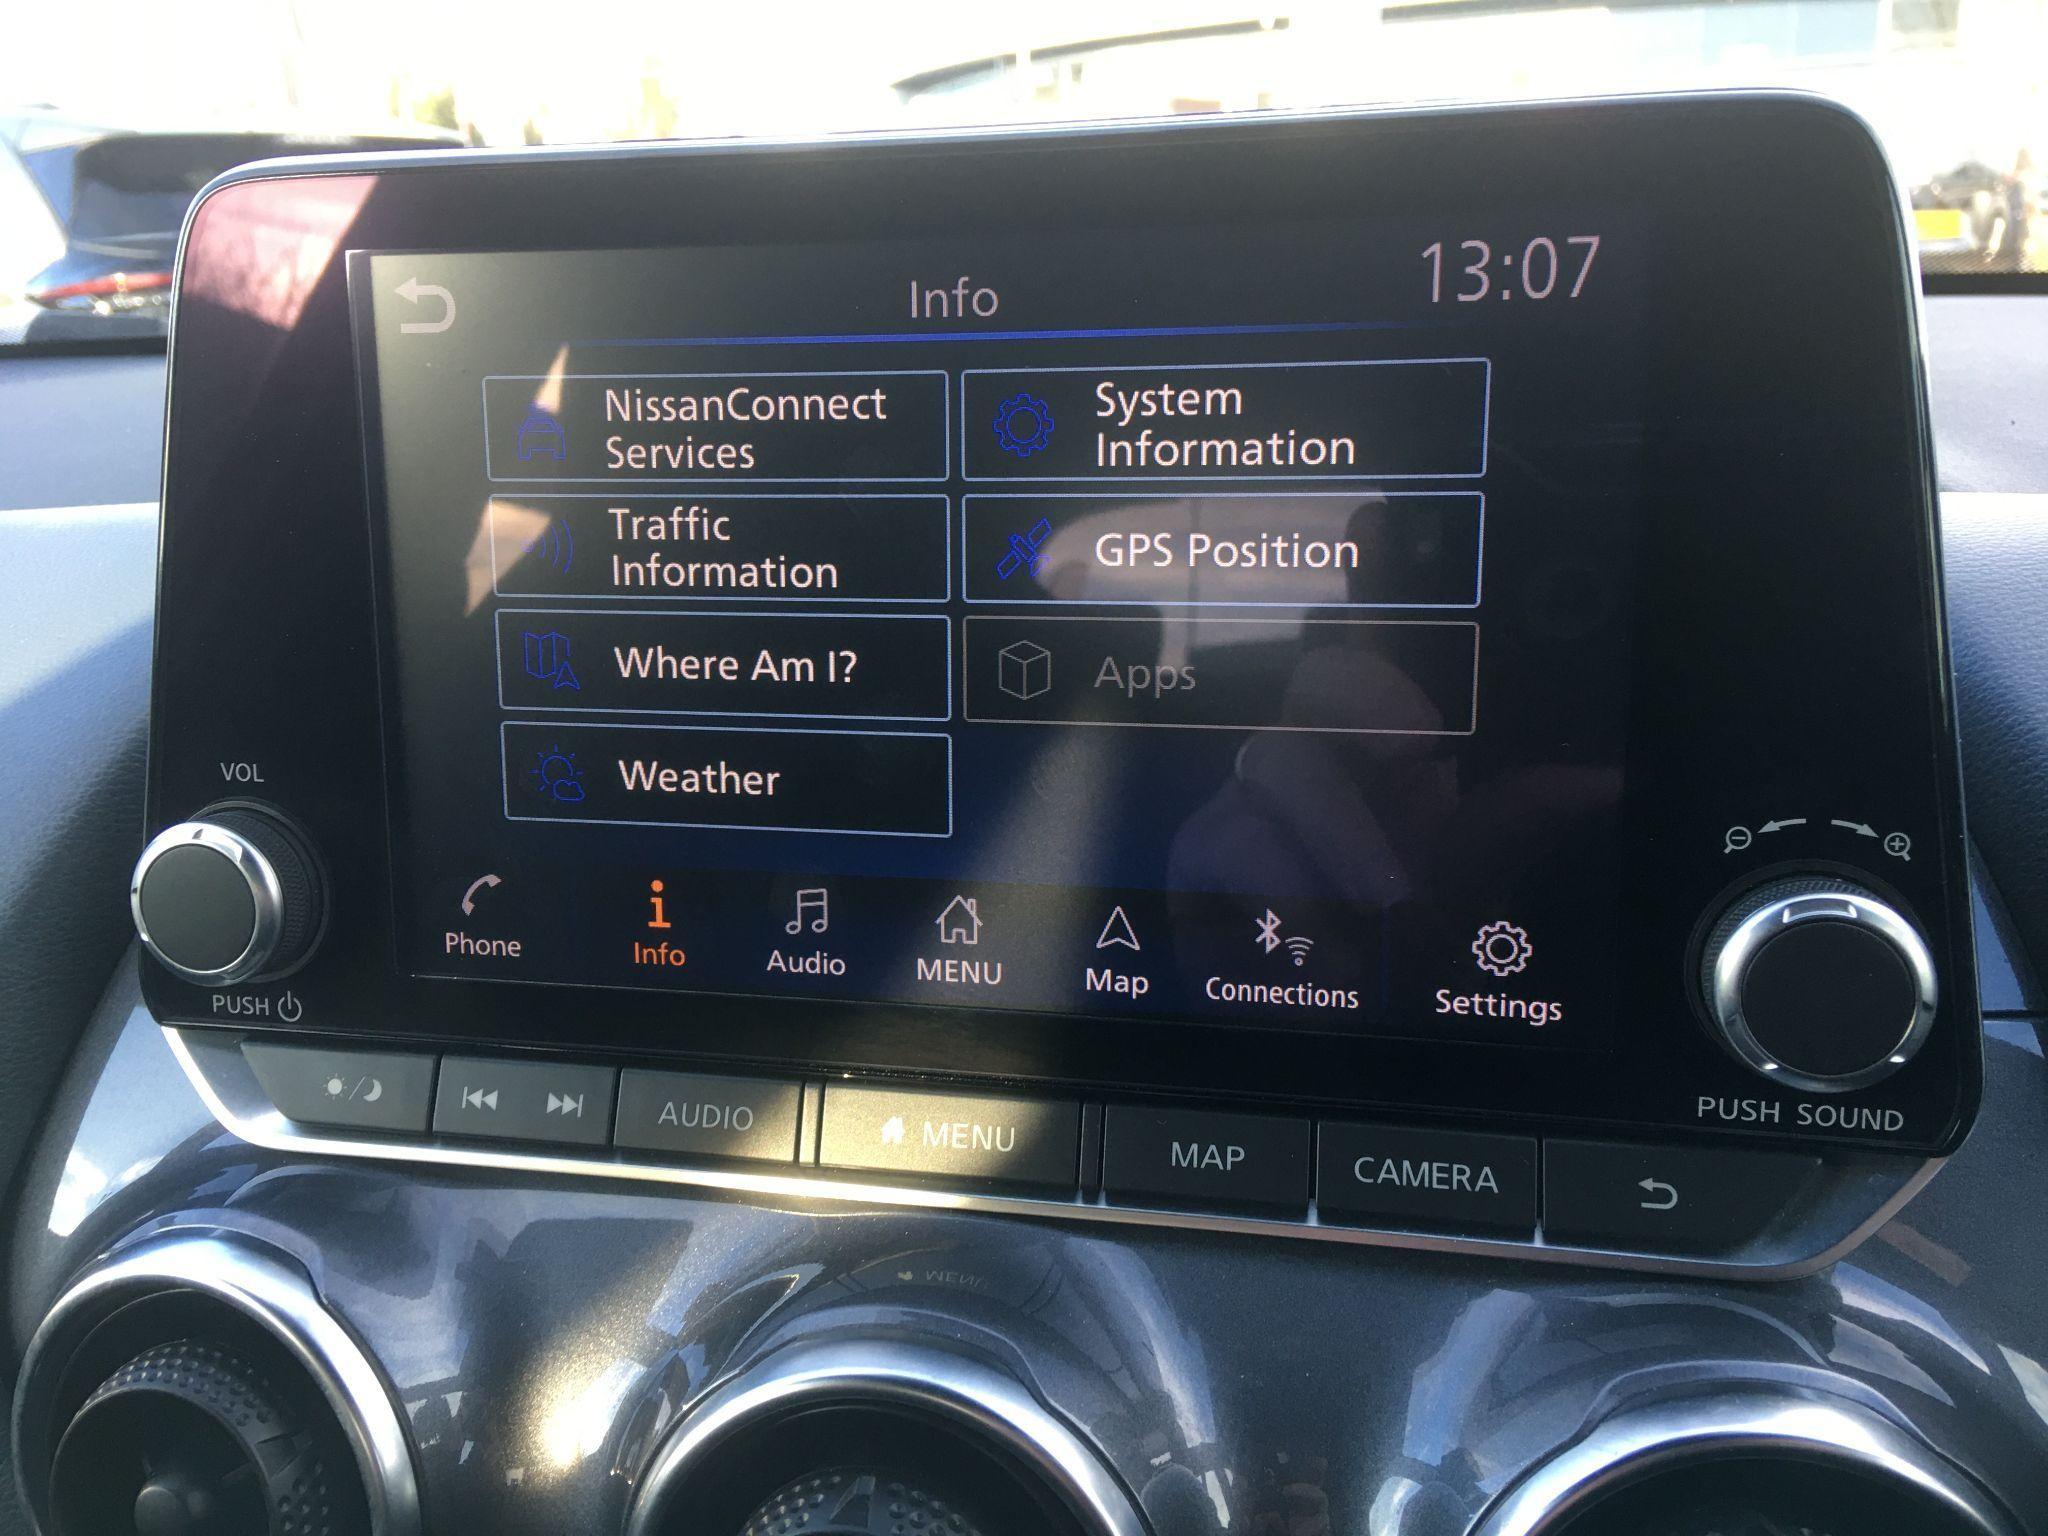 Info
13:07
NissanConnect
Services
System
Information
Traffic
Information
GPS Position
Where Am I?
Apps
Weather
VOL
Phone
Info
Audio
MENU
Map
Connections
Settings
PUSH
PUSH SOUND
AUDIO
MENU
MAP
CAMERA